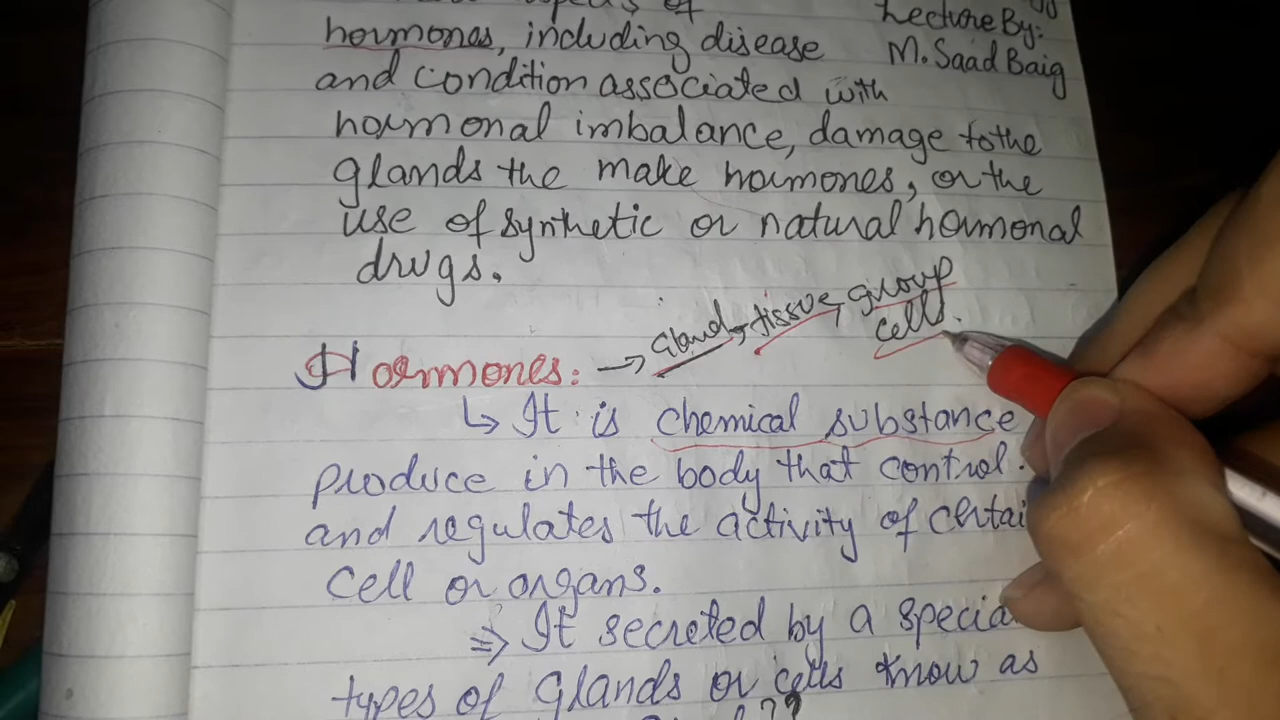 of
Lecture By:
hormones, including disease
M. Saad Baig
and condition associated with
hormonal imbalance, damage to the
glands the make hormones, or the
use of synthetic or natural hormonal
drugs.
Hormones: → Gland, tissue, group
cells.
↳ It is chemical substance
produce in the body that control
and regulates the activity of certai
cell or organs.
⇒ It secreted by a specia
types of Glands or cells know as